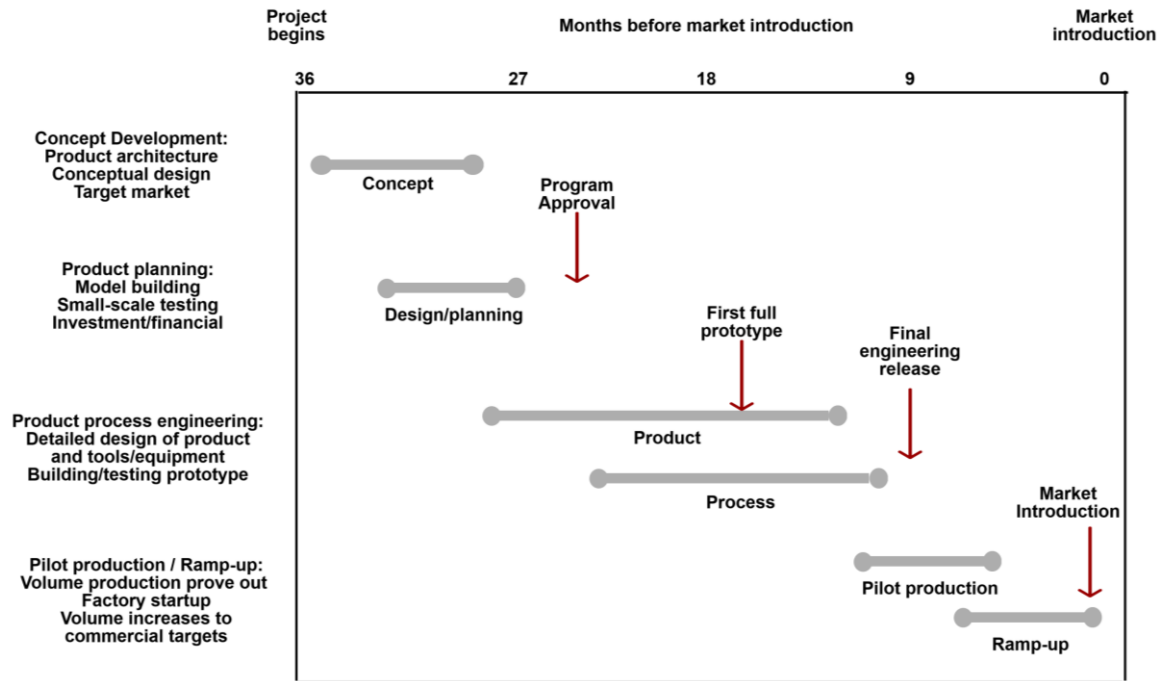 Project
begins
Months before market introduction
Market
introduction
36
27
18
9
0
Concept Development:
Product architecture
Conceptual design
Target market
Concept
Program
Approval
Product planning:
Model building
Small-scale testing
Investment/financial
Design/planning
First full
prototype
Final
engineering
release
Product process engineering:
Detailed design of product
and tools/equipment
Building/testing prototype
Product
Process
Market
Introduction
Pilot production / Ramp-up:
Volume production prove out
Factory startup
Volume increases to
commercial targets
Pilot production
Ramp-up